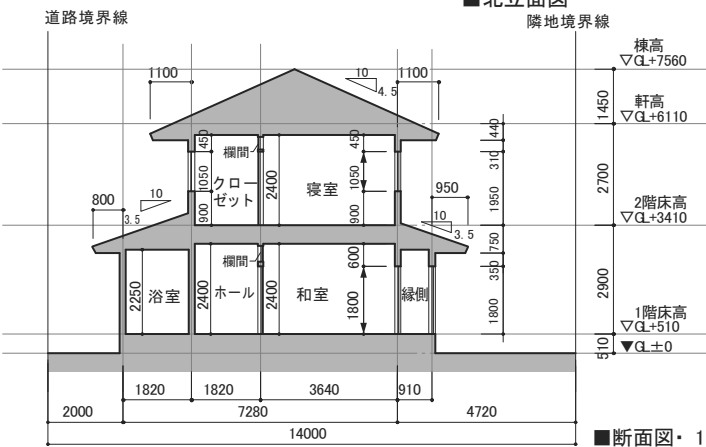 ■北立面図
道路境界線
隣地境界線
棟高
▽GL+7560
1100
10
4.5
1100
1450
軒高
▽GL+6110
440
450
欄間
450
310
クロー
ゼット
1050
2400
寝室
1050
2700
800
10
3.5
900
900
1950
950
10
3.5
2階床高
▽GL+3410
750
欄間
600
350
2250
浴室
2400
ホール
2400
和室
1800
縁側
1800
2900
1階床高
▽GL+510
510
▼GL±0
1820
1820
3640
910
2000
7280
4720
14000
■断面図・1